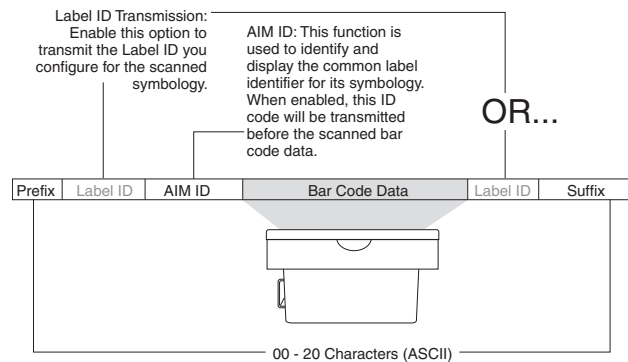 Label ID Transmission:
Enable this option to
transmit the Label ID you
configure for the scanned
symbology.
AIM ID: This function is
used to identify and
display the common label
identifier for its symbology.
When enabled, this ID
code will be transmitted
before the scanned bar
code data.
OR...
Prefix Label ID AIM ID Bar Code Data Label ID Suffix
00 - 20 Characters (ASCII)